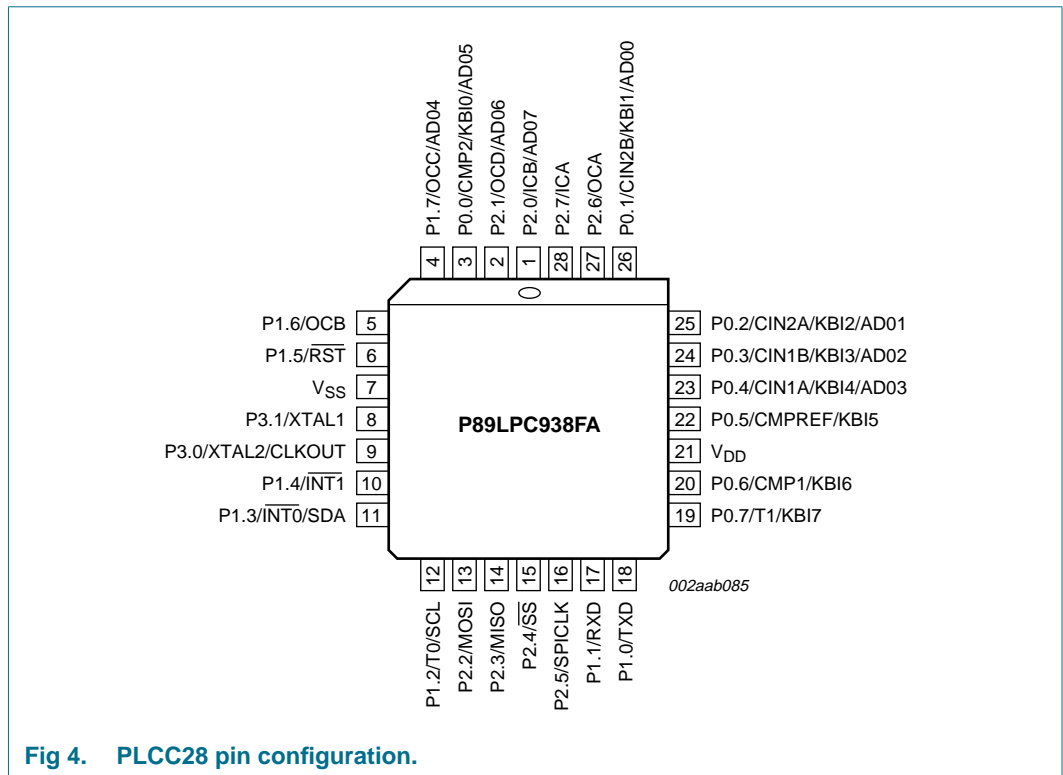 P1.7/OCC/AD04
P0.0/CMP2/KBI0/AD05
P2.1/OCD/AD06
P2.0/ICB/AD07
P2.7/ICA
P2.6/OCA
P0.1/CIN2B/KBI1/AD00
4 3 2 1 28 27 26
P1.6/OCB 5
P1.5/RST 6
VSS 7
P3.1/XTAL1 8
P3.0/XTAL2/CLKOUT 9
P1.4/INT1 10
P1.3/INT0/SDA 11
P89LPC938FA
25 P0.2/CIN2A/KBI2/AD01
24 P0.3/CIN1B/KBI3/AD02
23 P0.4/CIN1A/KBI4/AD03
22 P0.5/CMPREF/KBI5
21 VDD
20 P0.6/CMP1/KBI6
19 P0.7/T1/KBI7
12 13 14 15 16 17 18
P1.2/T0/SCL
P2.2/MOSI
P2.3/MISO
P2.4/SS
P2.5/SPICLK
P1.1/RXD
P1.0/TXD
002aab085
Fig 4. PLCC28 pin configuration.